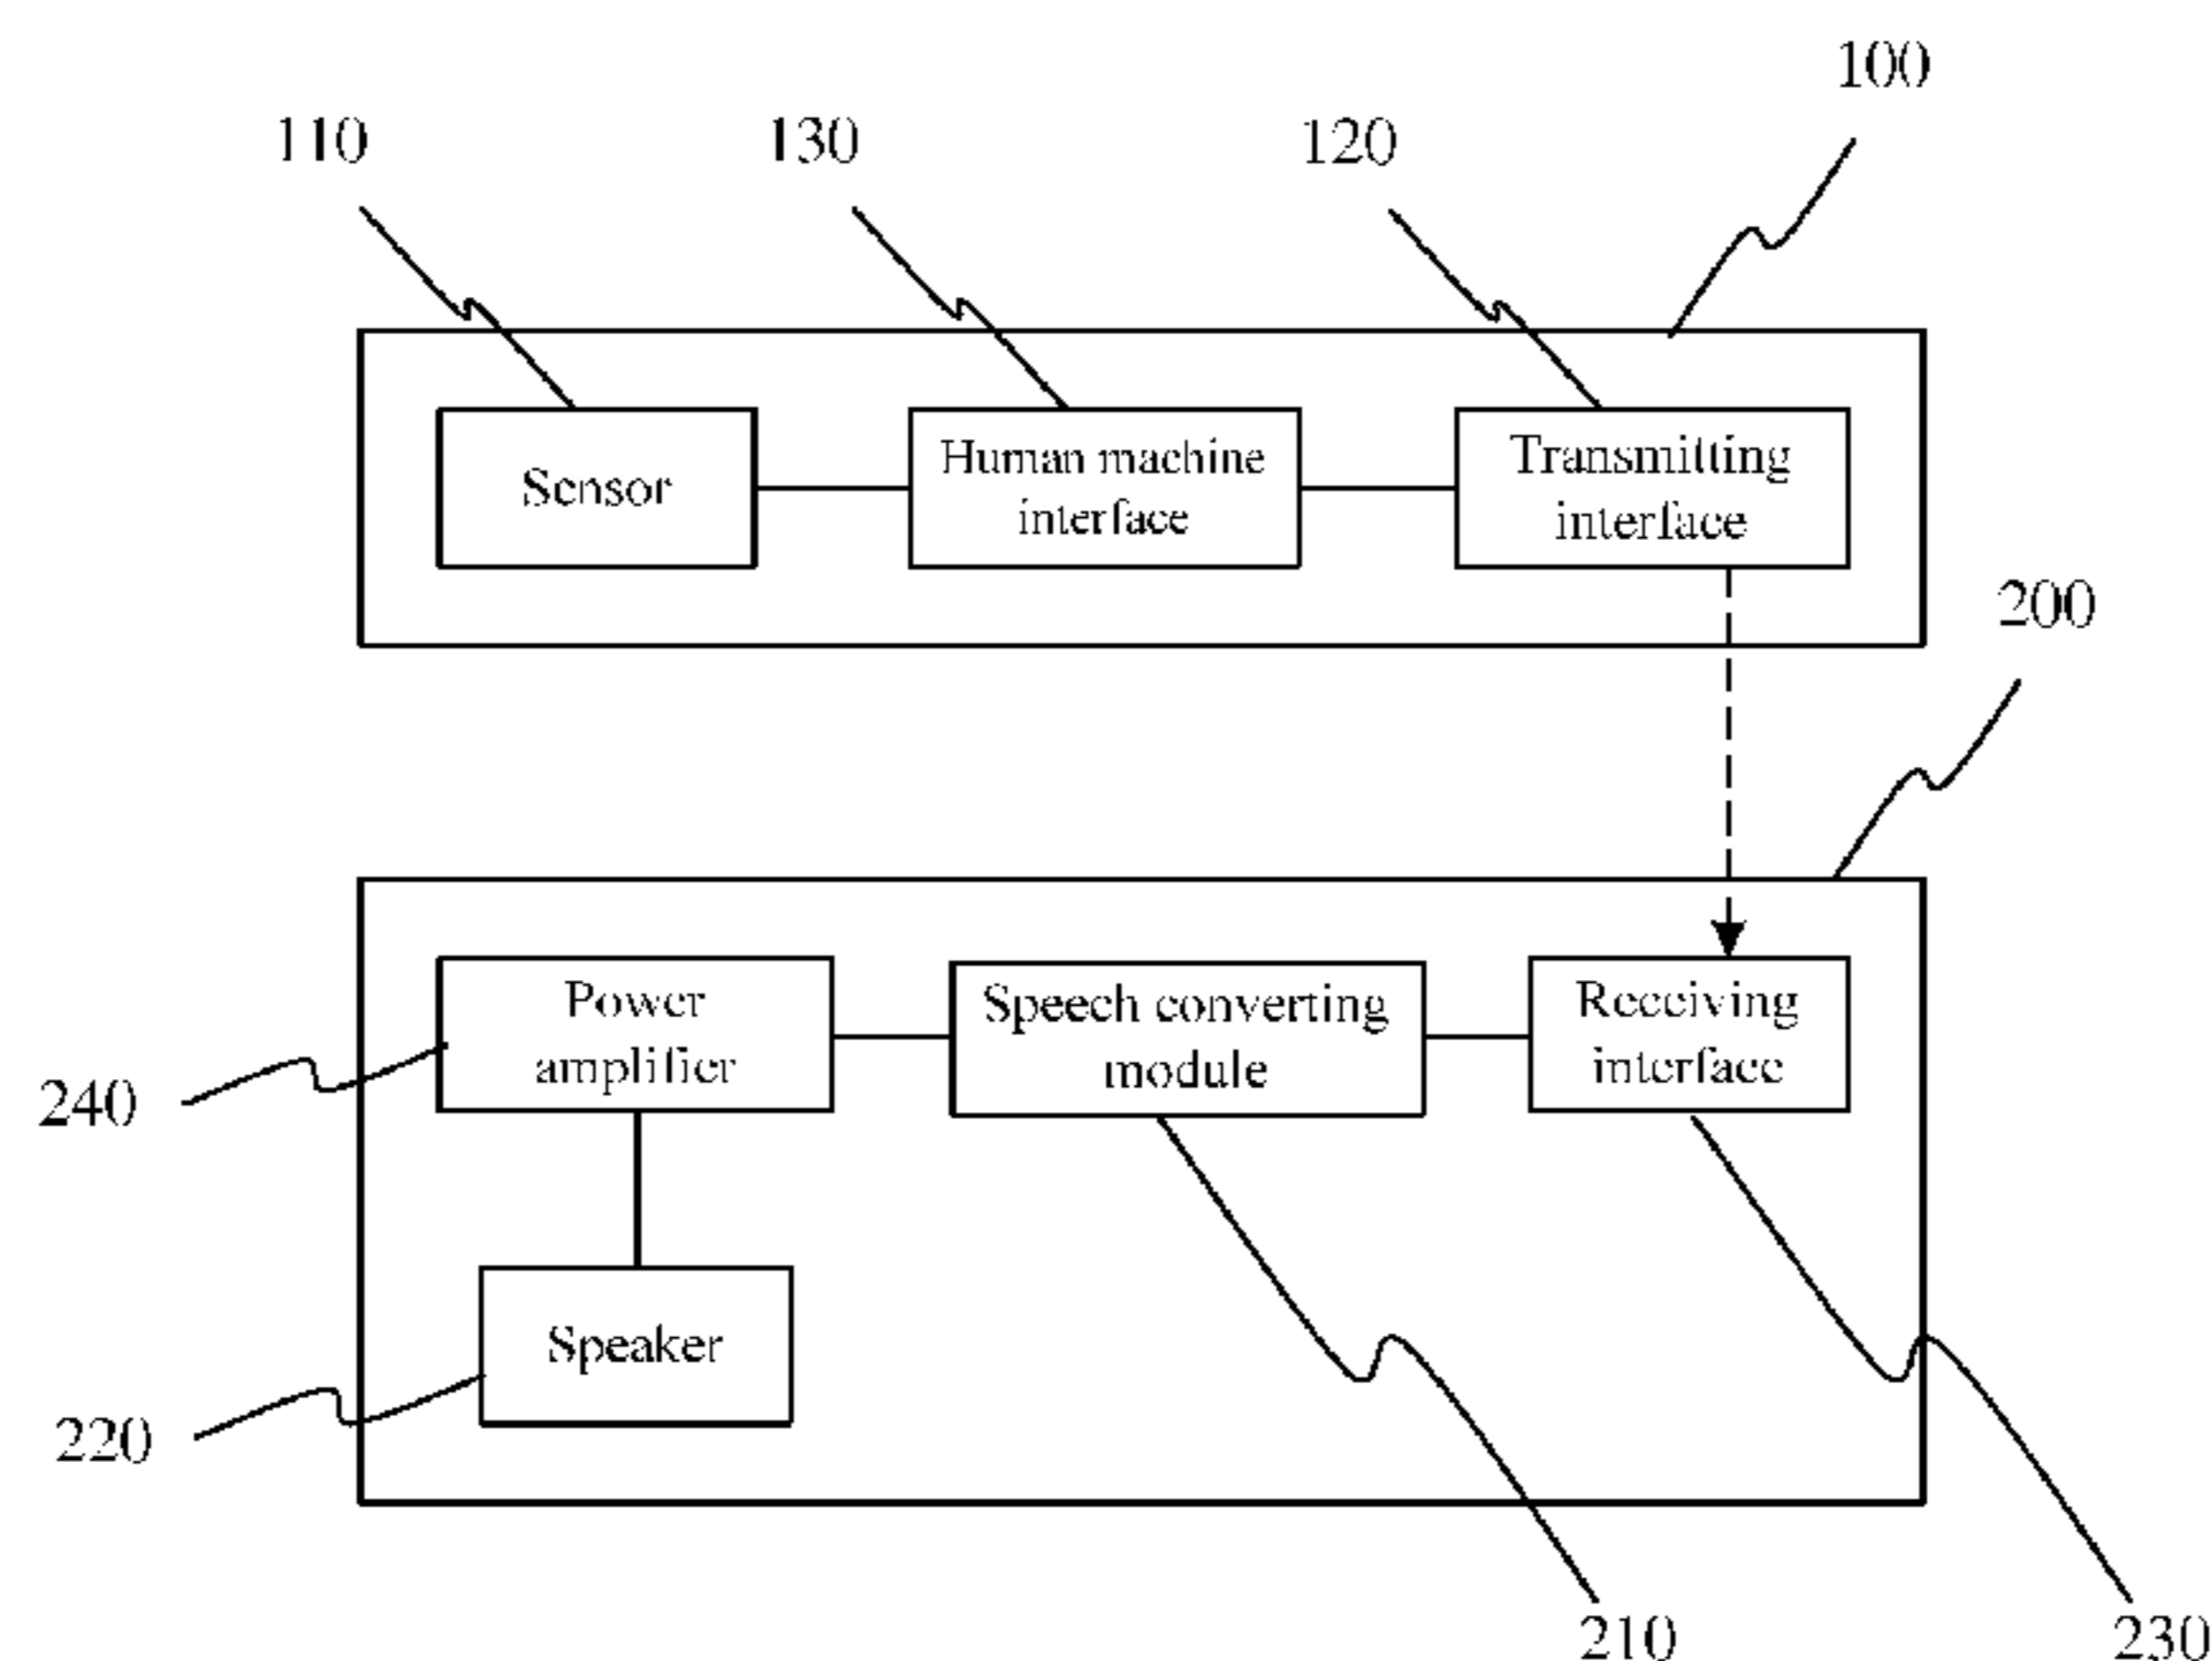 100
110
130
120
Sensor
Human machine
interface
Transmitting
interface
200
Power
amplifier
Speech converting
module
Receiving
interface
240
Speaker
220
210
230